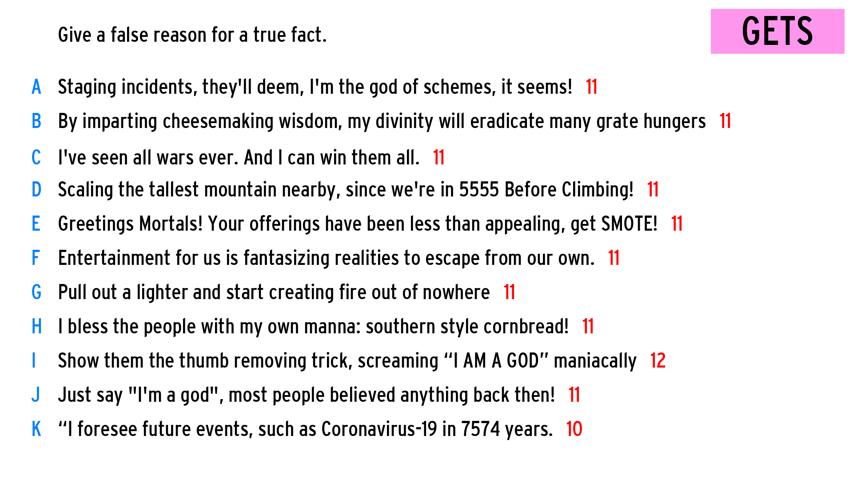 Give a false reason for a true fact.
GETS
A Staging incidents, they'll deem, I'm the god of schemes, it seems! 11
B By imparting cheesemaking wisdom, my divinity will eradicate many grate hungers 11
C I've seen all wars ever. And I can win them all. 11
D Scaling the tallest mountain nearby, since we're in 5555 Before Climbing! 11
E Greetings Mortals! Your offerings have been less than appealing, get SMOTE! 11
F Entertainment for us is fantasizing realities to escape from our own. 11
G Pull out a lighter and start creating fire out of nowhere 11
H I bless the people with my own manna: southern style cornbread! 11
I Show them the thumb removing trick, screaming “I AM A GOD” maniacally 12
J Just say "I'm a god", most people believed anything back then! 11
K “I foresee future events, such as Coronavirus-19 in 7574 years. 10